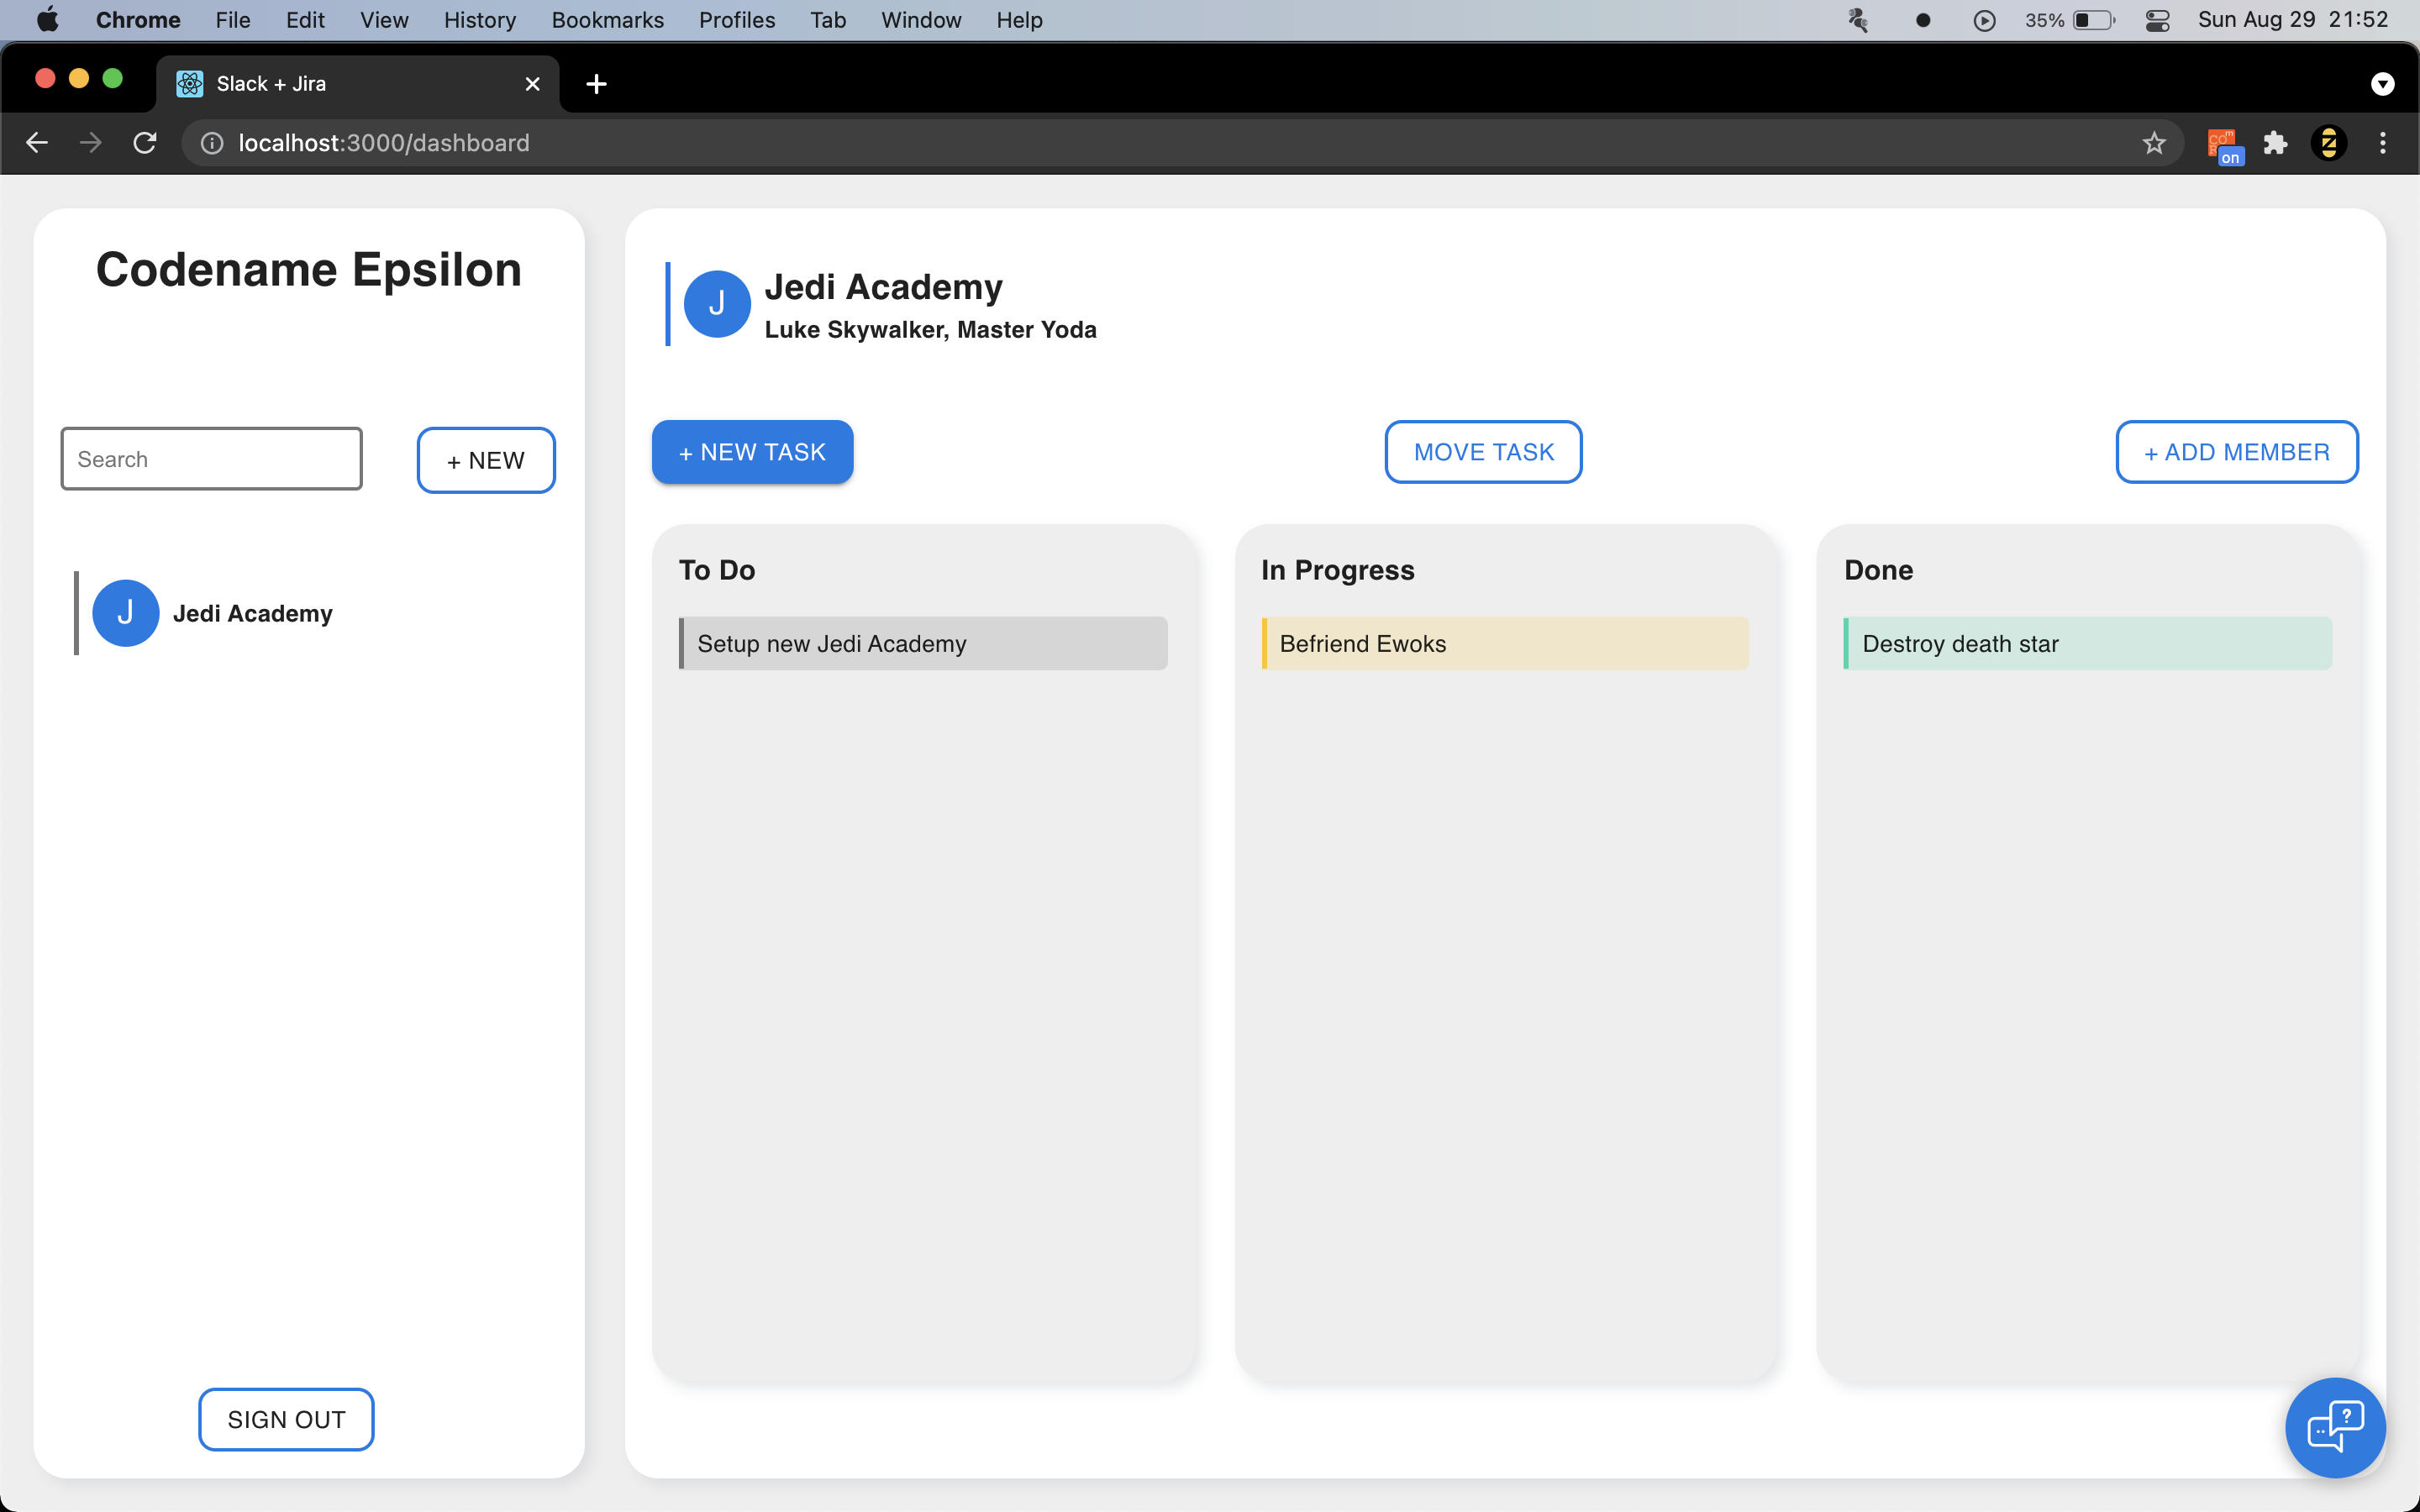 Chrome File Edit View History Bookmarks Profiles Tab Window Help 35% Sun Aug 29 21:52
Slack + Jira
localhost:3000/dashboard
on
Codename Epsilon
Search
+ NEW
J
Jedi Academy
SIGN OUT
J
Jedi Academy
Luke Skywalker, Master Yoda
+ NEW TASK
MOVE TASK
+ ADD MEMBER
To Do
Setup new Jedi Academy
In Progress
Befriend Ewoks
Done
Destroy death star
?